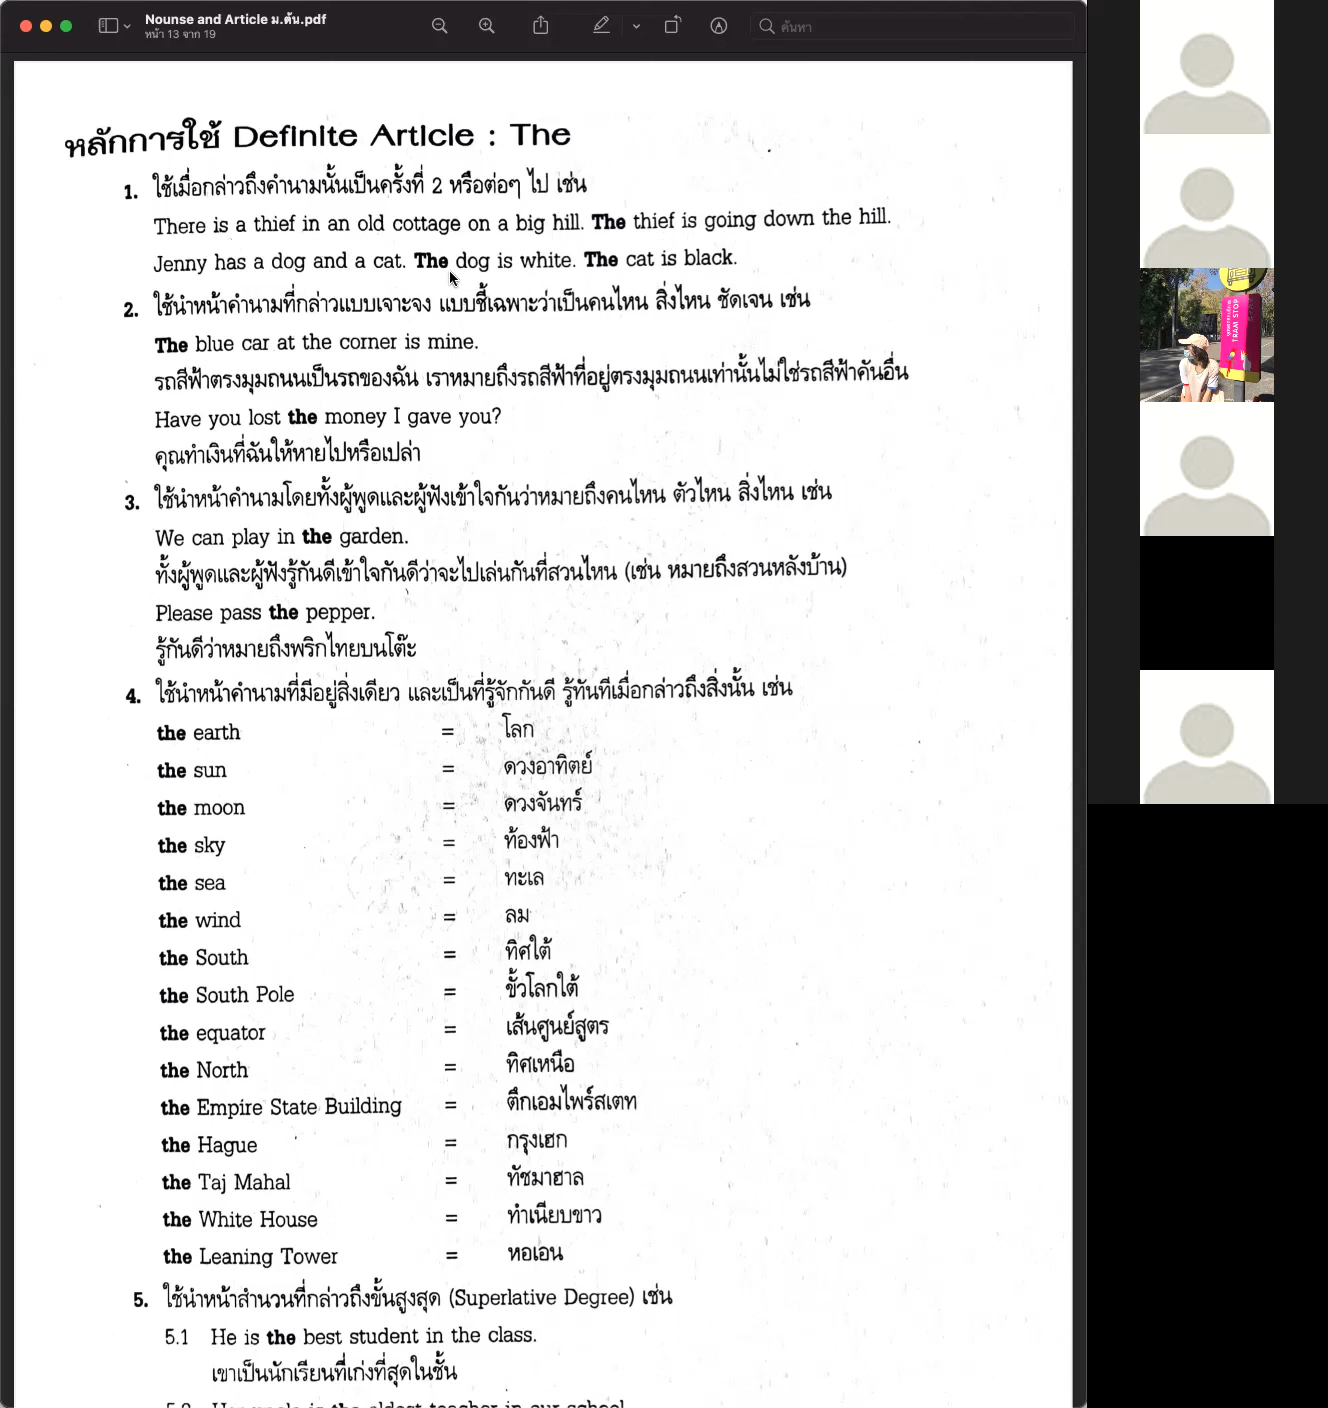 Nounse and Article ม.ต้น.pdf
หน้า 13 จาก 19
ค้นหา
หลักการใช้ Definite Article : The
1. ใช้เมื่อกล่าวถึงคำนามนั้นเป็นครั้งที่ 2 หรือต่อๆ ไป เช่น
There is a thief in an old cottage on a big hill. The thief is going down the hill.
Jenny has a dog and a cat. The dog is white. The cat is black.
2. ใช้นำหน้าคำนามที่กล่าวแบบเจาะจง แบบชี้เฉพาะว่าเป็นคนไหน สิ่งไหน ชัดเจน เช่น
The blue car at the corner is mine.
รถสีฟ้าตรงมุมถนนเป็นรถของฉัน เราหมายถึงรถสีฟ้าที่อยู่ตรงมุมถนนเท่านั้นไม่ใช่รถสีฟ้าคันอื่น
Have you lost the money I gave you?
คุณทำเงินที่ฉันให้หายไปหรือเปล่า
3. ใช้นำหน้าคำนามโดยทั้งผู้พูดและผู้ฟังเข้าใจกันว่าหมายถึงคนไหน ตัวไหน สิ่งไหน เช่น
We can play in the garden.
ทั้งผู้พูดและผู้ฟังรู้กันดีเข้าใจกันดีว่าจะไปเล่นกันที่สวนไหน (เช่น หมายถึงสวนหลังบ้าน)
Please pass the pepper.
รู้กันดีว่าหมายถึงพริกไทยบนโต๊ะ
4. ใช้นำหน้าคำนามที่มีอยู่สิ่งเดียว และเป็นที่รู้จักกันดี รู้ทันทีเมื่อกล่าวถึงสิ่งนั้น เช่น
the earth = โลก
the sun = ดวงอาทิตย์
the moon = ดวงจันทร์
the sky = ท้องฟ้า
the sea = ทะเล
the wind = ลม
the South = ทิศใต้
the South Pole = ขั้วโลกใต้
the equator = เส้นศูนย์สูตร
the North = ทิศเหนือ
the Empire State Building = ตึกเอมไพร์สเตท
the Hague = กรุงเฮก
the Taj Mahal = ทัชมาฮาล
the White House = ทำเนียบขาว
the Leaning Tower = หอเอน
5. ใช้นำหน้าสำนวนที่กล่าวถึงขั้นสูงสุด (Superlative Degree) เช่น
5.1 He is the best student in the class.
เขาเป็นนักเรียนที่เก่งที่สุดในชั้น
TRAM STOP